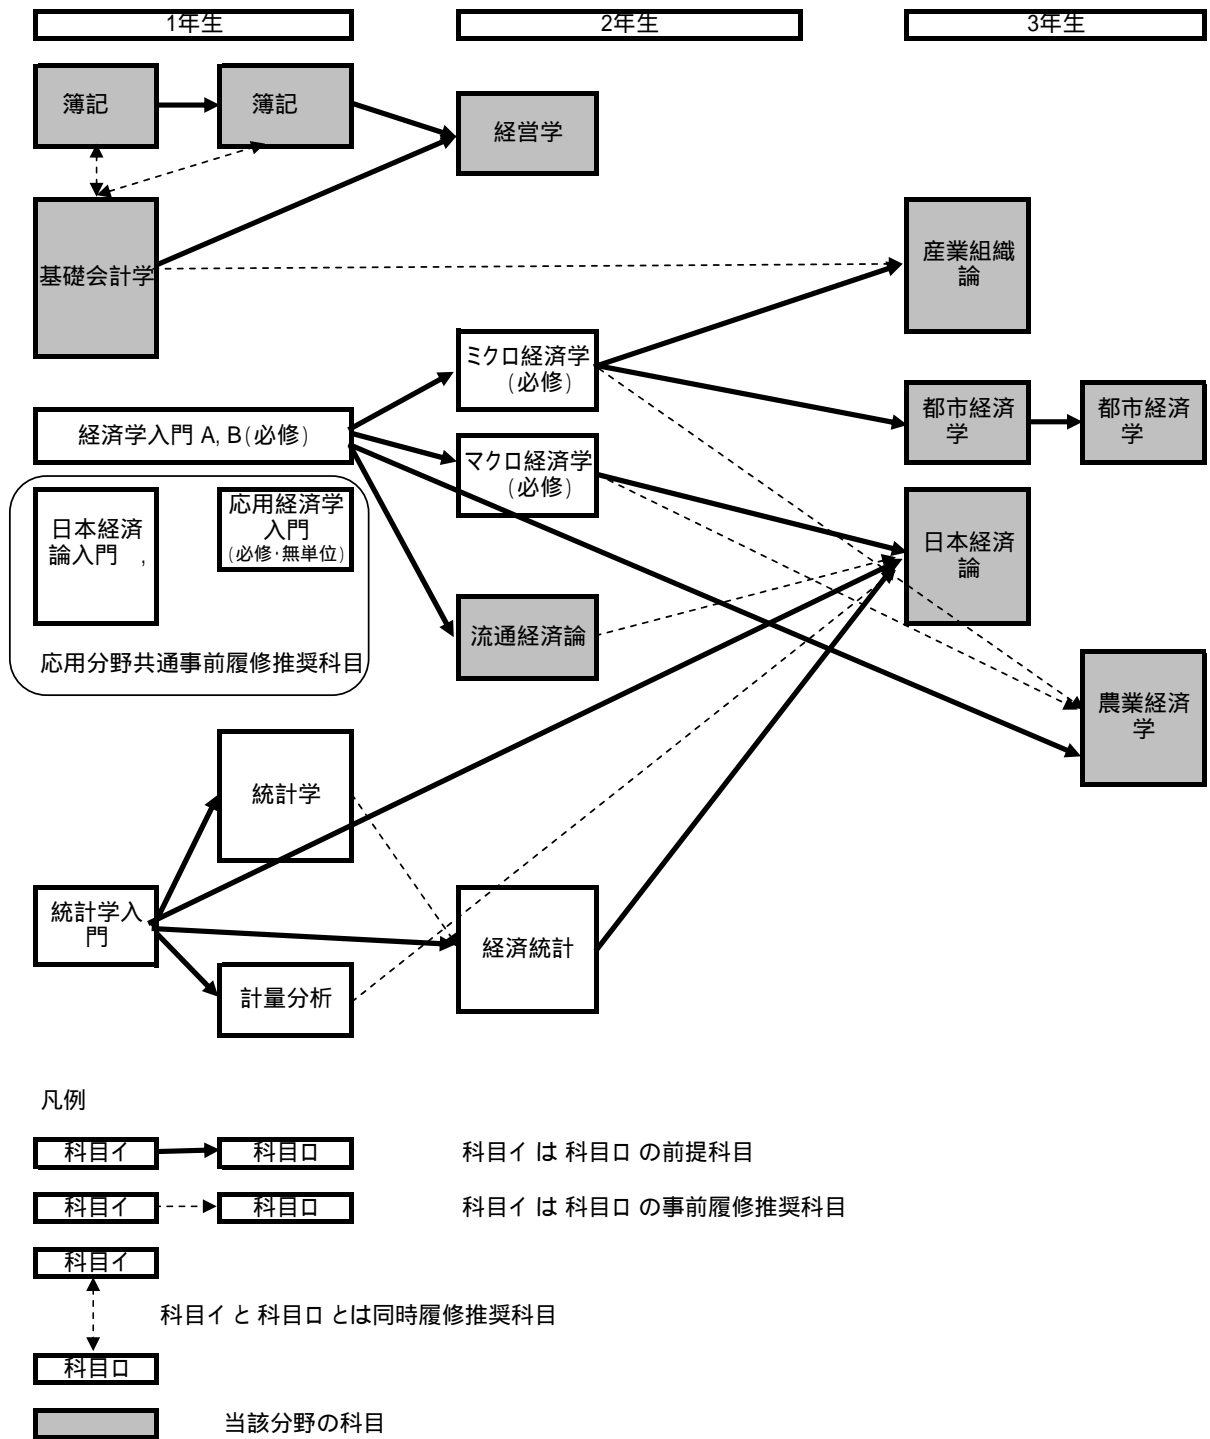 1年生
2年生
3年生
簿記
簿記
経営学
基礎会計学
産業組織
論
ミクロ経済学
(必修)
都市経済
学
都市経済
学
経済学入門 A, B(必修)
マクロ経済学
(必修)
日本経済
論入門 ,
応用経済学
入門
(必修·無単位)
日本経済
論
流通経済論
応用分野共通事前履修推奨科目
農業経済
学
統計学
統計学入
門
経済統計
計量分析
凡例
科目イ
科目ロ
科目イ は 科目ロ の前提科目
科目イ
科目ロ
科目イ は 科目ロ の事前履修推奨科目
科目イ
科目イ と 科目ロ とは同時履修推奨科目
科目ロ
当該分野の科目